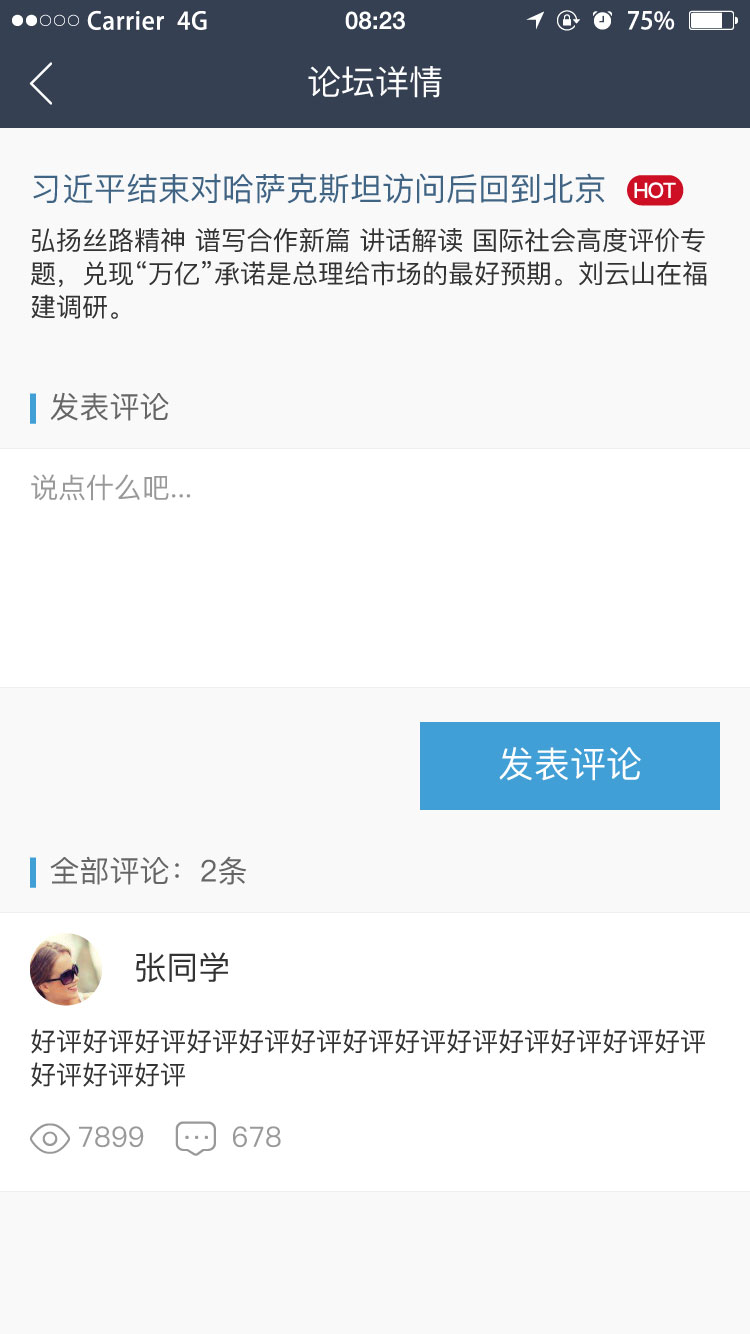 Carrier 4G 08:23 75%
论坛详情
习近平结束对哈萨克斯坦访问后回到北京 HOT
弘扬丝路精神 谱写合作新篇 讲话解读 国际社会高度评价专
题，兑现“万亿”承诺是总理给市场的最好预期。刘云山在福
建调研。
发表评论
说点什么吧...
发表评论
全部评论：2条
张同学
好评好评好评好评好评好评好评好评好评好评好评好评好评
好评好评好评
7899 678